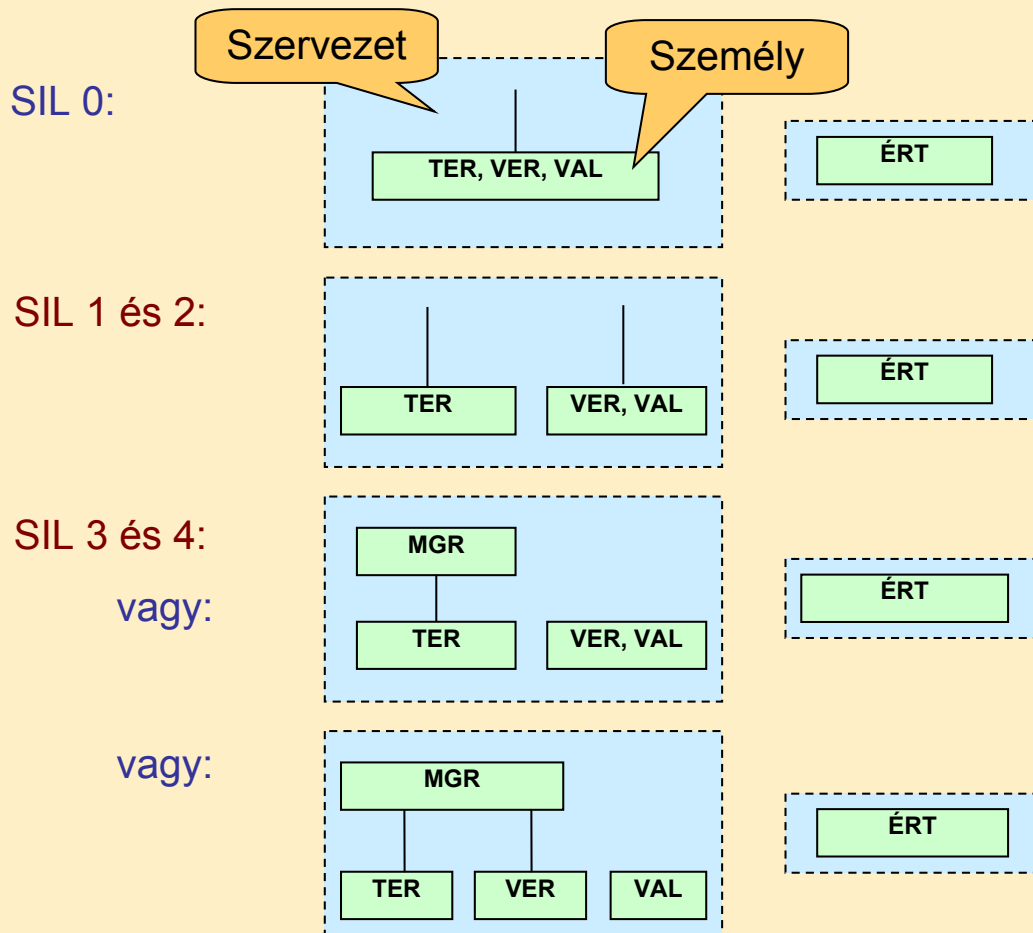 Szervezet
Személy
SIL 0:
TER, VER, VAL
ÉRT
SIL 1 és 2:
TER
VER, VAL
ÉRT
SIL 3 és 4:
MGR
vagy:
TER
VER, VAL
ÉRT
vagy:
MGR
TER
VER
VAL
ÉRT